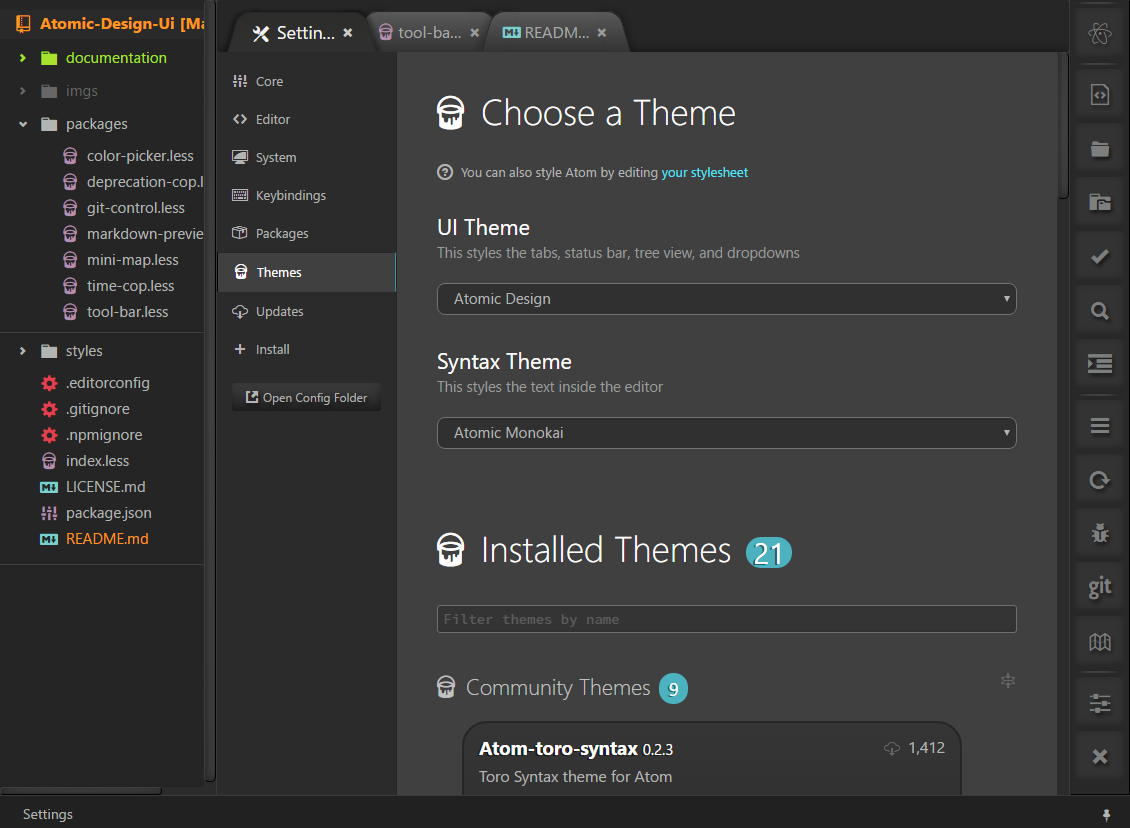 Atomic-Design-Ui [Ma
documentation
imgs
packages
color-picker.less
deprecation-cop.l
git-control.less
markdown-previe
mini-map.less
time-cop.less
tool-bar.less
styles
.editorconfig
.gitignore
.npmignore
index.less
LICENSE.md
package.json
README.md
Settin...
tool-ba...
README...
Core
Editor
System
Keybindings
Packages
Themes
Updates
Install
Open Config Folder
Choose a Theme
You can also style Atom by editing your stylesheet
UI Theme
This styles the tabs, status bar, tree view, and dropdowns
Atomic Design
Syntax Theme
This styles the text inside the editor
Atomic Monokai
Installed Themes 21
Filter themes by name
Community Themes 9
Atom-toro-syntax 0.2.3 1,412
Toro Syntax theme for Atom
git
Settings